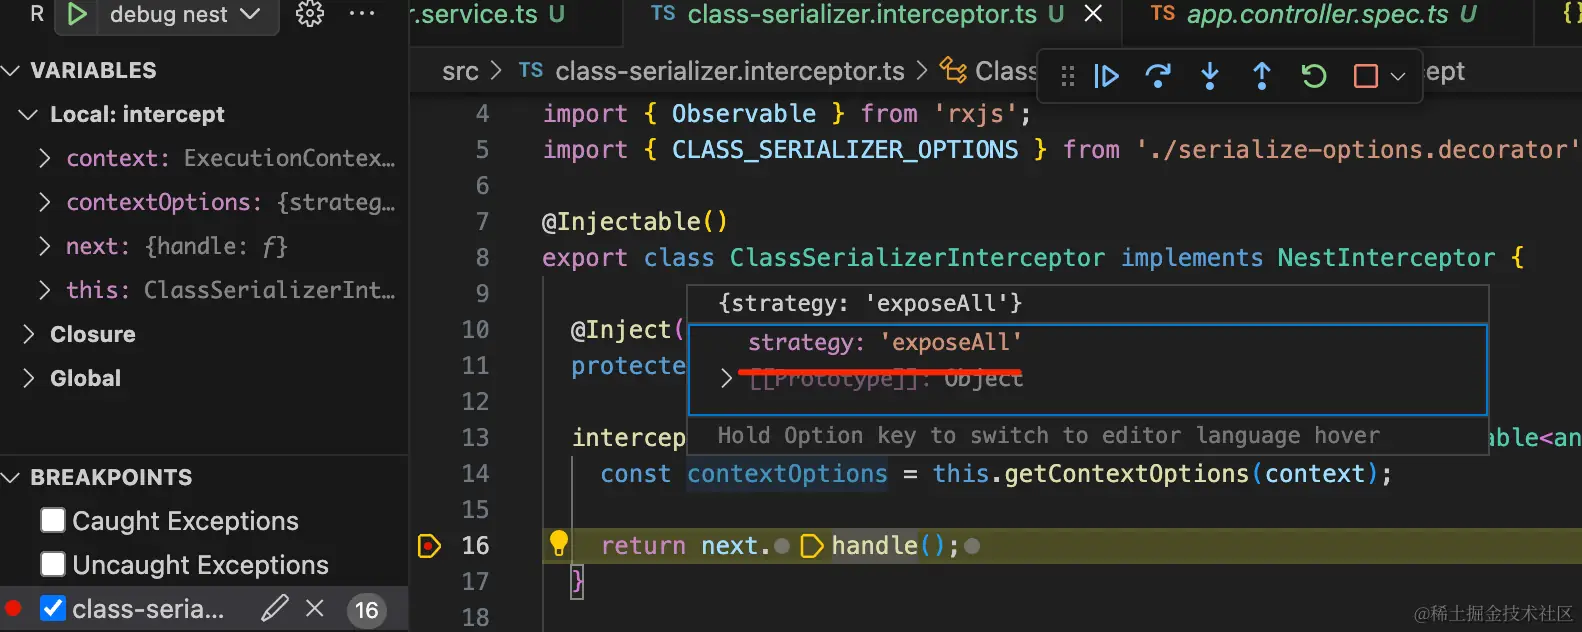 R debug nest ...
r.service.ts U TS class-serializer.interceptor.ts U TS app.controller.spec.ts U {}
VARIABLES
Local: intercept
context: ExecutionContex…
contextOptions: {strateg…
next: {handle: ƒ}
this: ClassSerializerInt…
Closure
Global
BREAKPOINTS
Caught Exceptions
Uncaught Exceptions
class-seria... 16
src > TS class-serializer.interceptor.ts > Class ept
4 import { Observable } from 'rxjs';
5 import { CLASS_SERIALIZER_OPTIONS } from './serialize-options.decorator'
6
7 @Injectable()
8 export class ClassSerializerInterceptor implements NestInterceptor {
9
{strategy: 'exposeAll'}
10 @Inject(
strategy: 'exposeAll'
11 protecte
[[Prototype]]: Object
12
13 intercep able<an
Hold Option key to switch to editor language hover
14 const contextOptions = this.getContextOptions(context);
15
16 return next.handle();
17 }
18
@稀土掘金技术社区